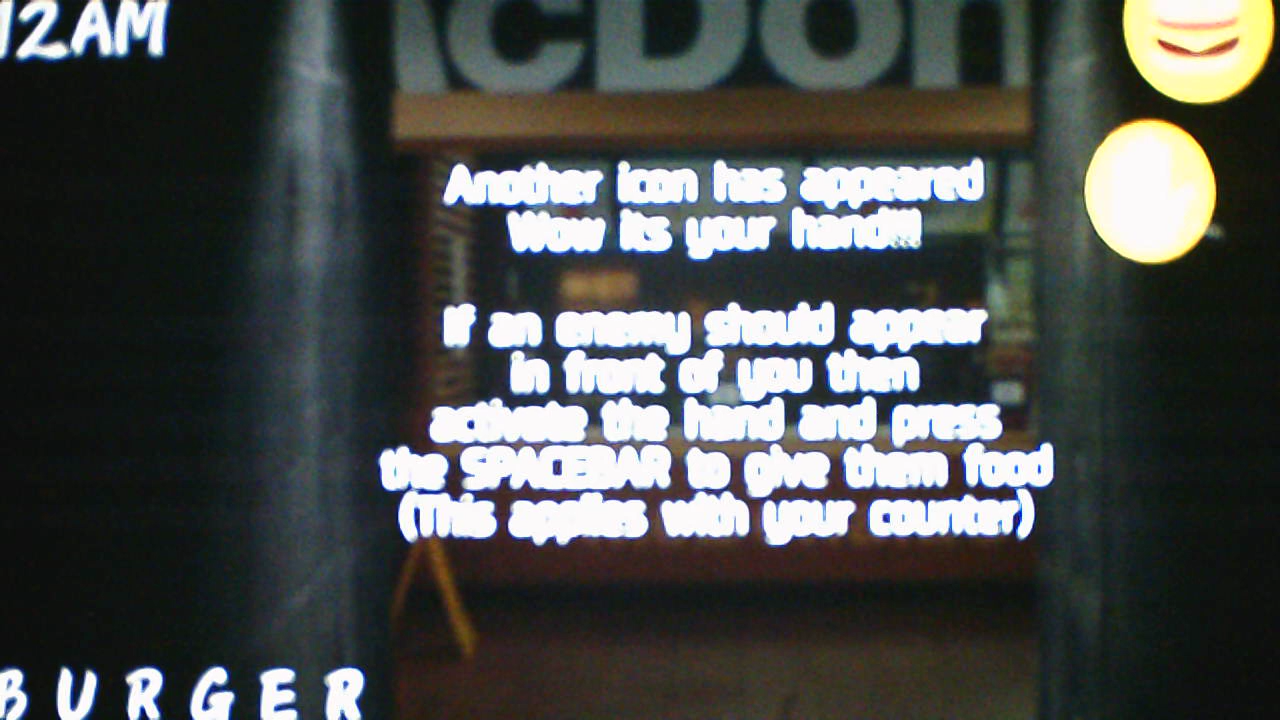 12AM
McDon
Another icon has appeared
Wow its your hand!!!
If an enemy should appear
in front of you then
activate the hand and press
the SPACEBAR to give them food
(This applies with your counter)
BURGER